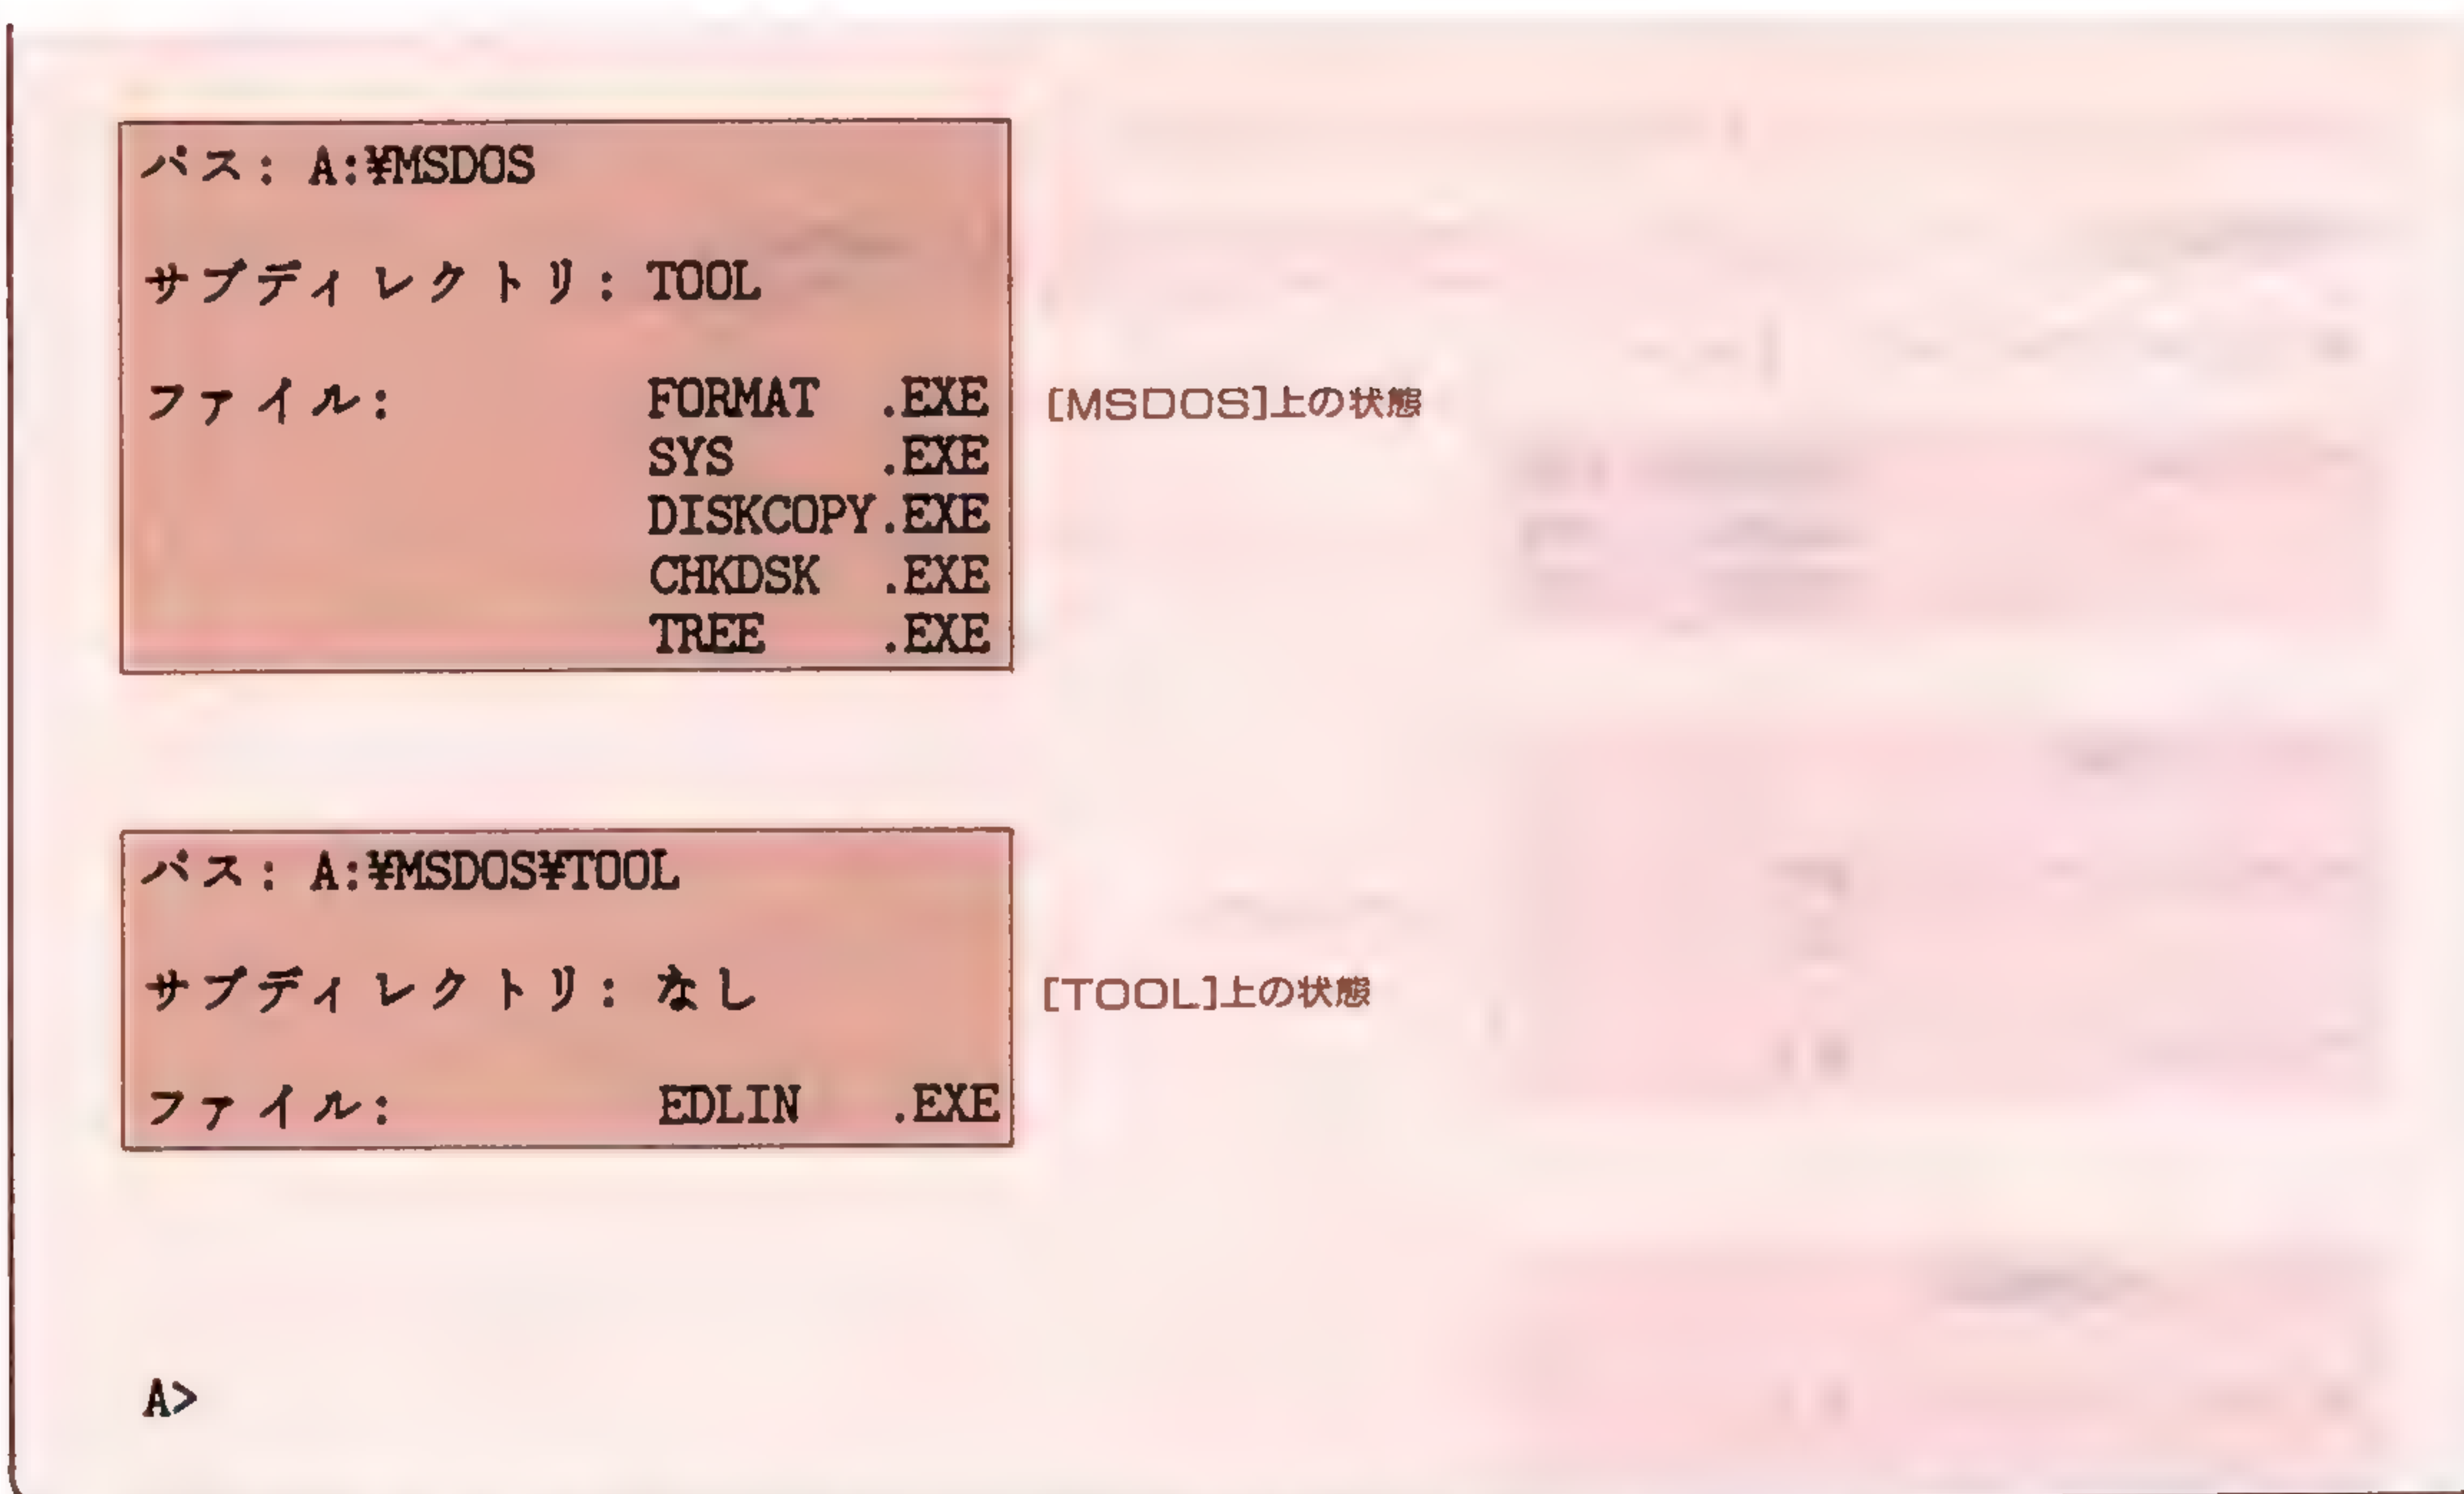 パス: A:¥MSDOS
サブディレクトリ: TOOL
ファイル: FORMAT .EXE
[MSDOS]上の状態
SYS .EXE
DISKCOPY.EXE
CHKDSK .EXE
TREE .EXE
パス: A:¥MSDOS¥TOOL
サブディレクトリ: なし
[TOOL]上の状態
ファイル: EDLIN .EXE
A>